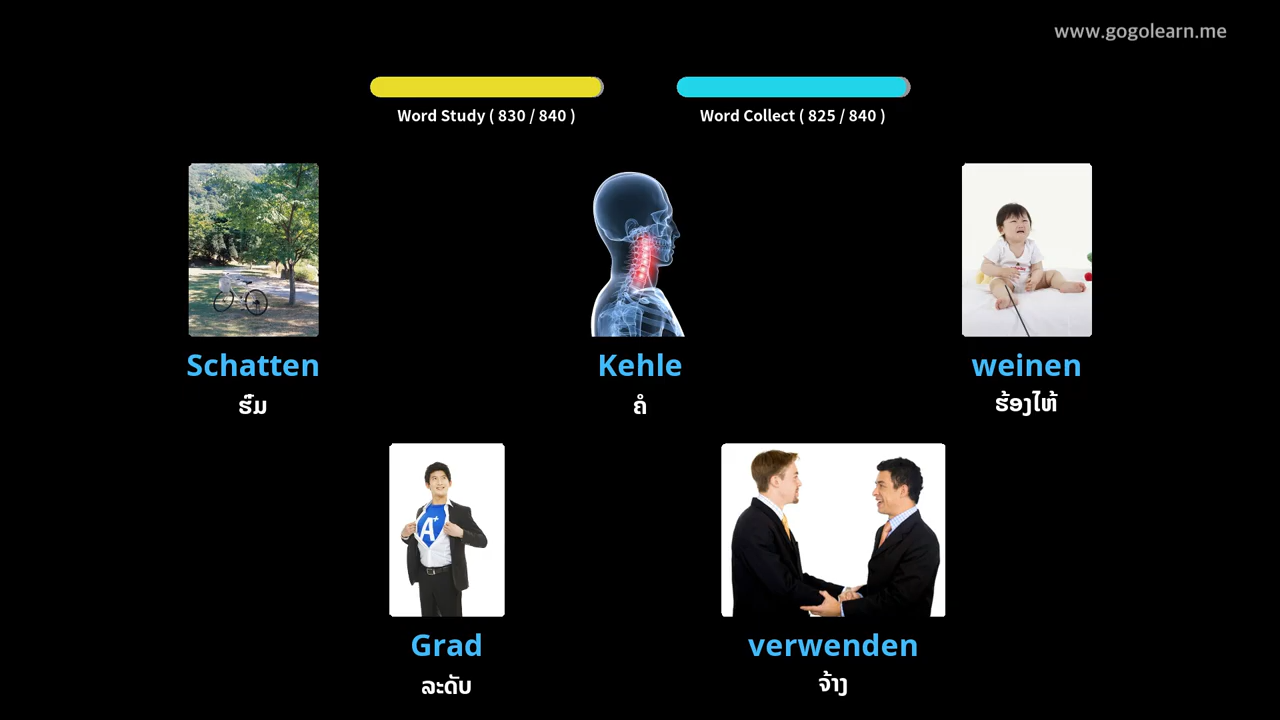 www.gogolearn.me
Word Study ( 830 / 840 )
Word Collect ( 825 / 840 )
Schatten
ຮົ່ມ
Kehle
ຄໍ
weinen
ຮ້ອງໄຫ້
A+
Grad
ລະດັບ
verwenden
ຈ້າງ